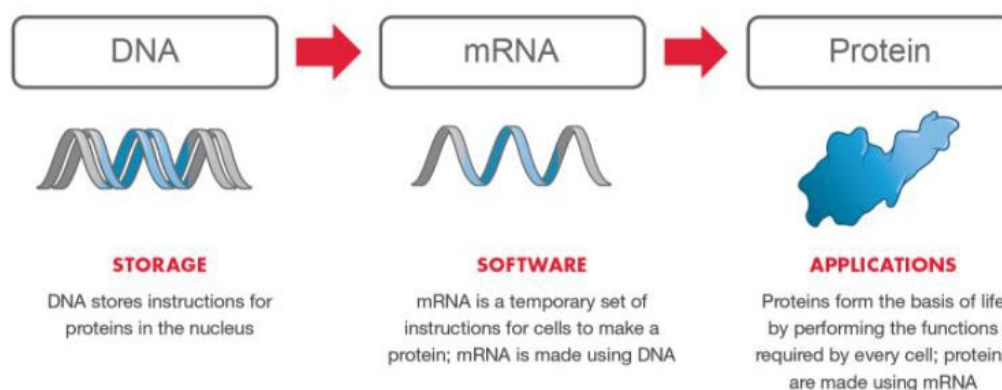 DNA
mRNA
Protein
STORAGE
DNA stores instructions for
proteins in the nucleus
SOFTWARE
mRNA is a temporary set of
instructions for cells to make a
protein; mRNA is made using DNA
APPLICATIONS
Proteins form the basis of life
by performing the functions
required by every cell; protein
are made using mRNA